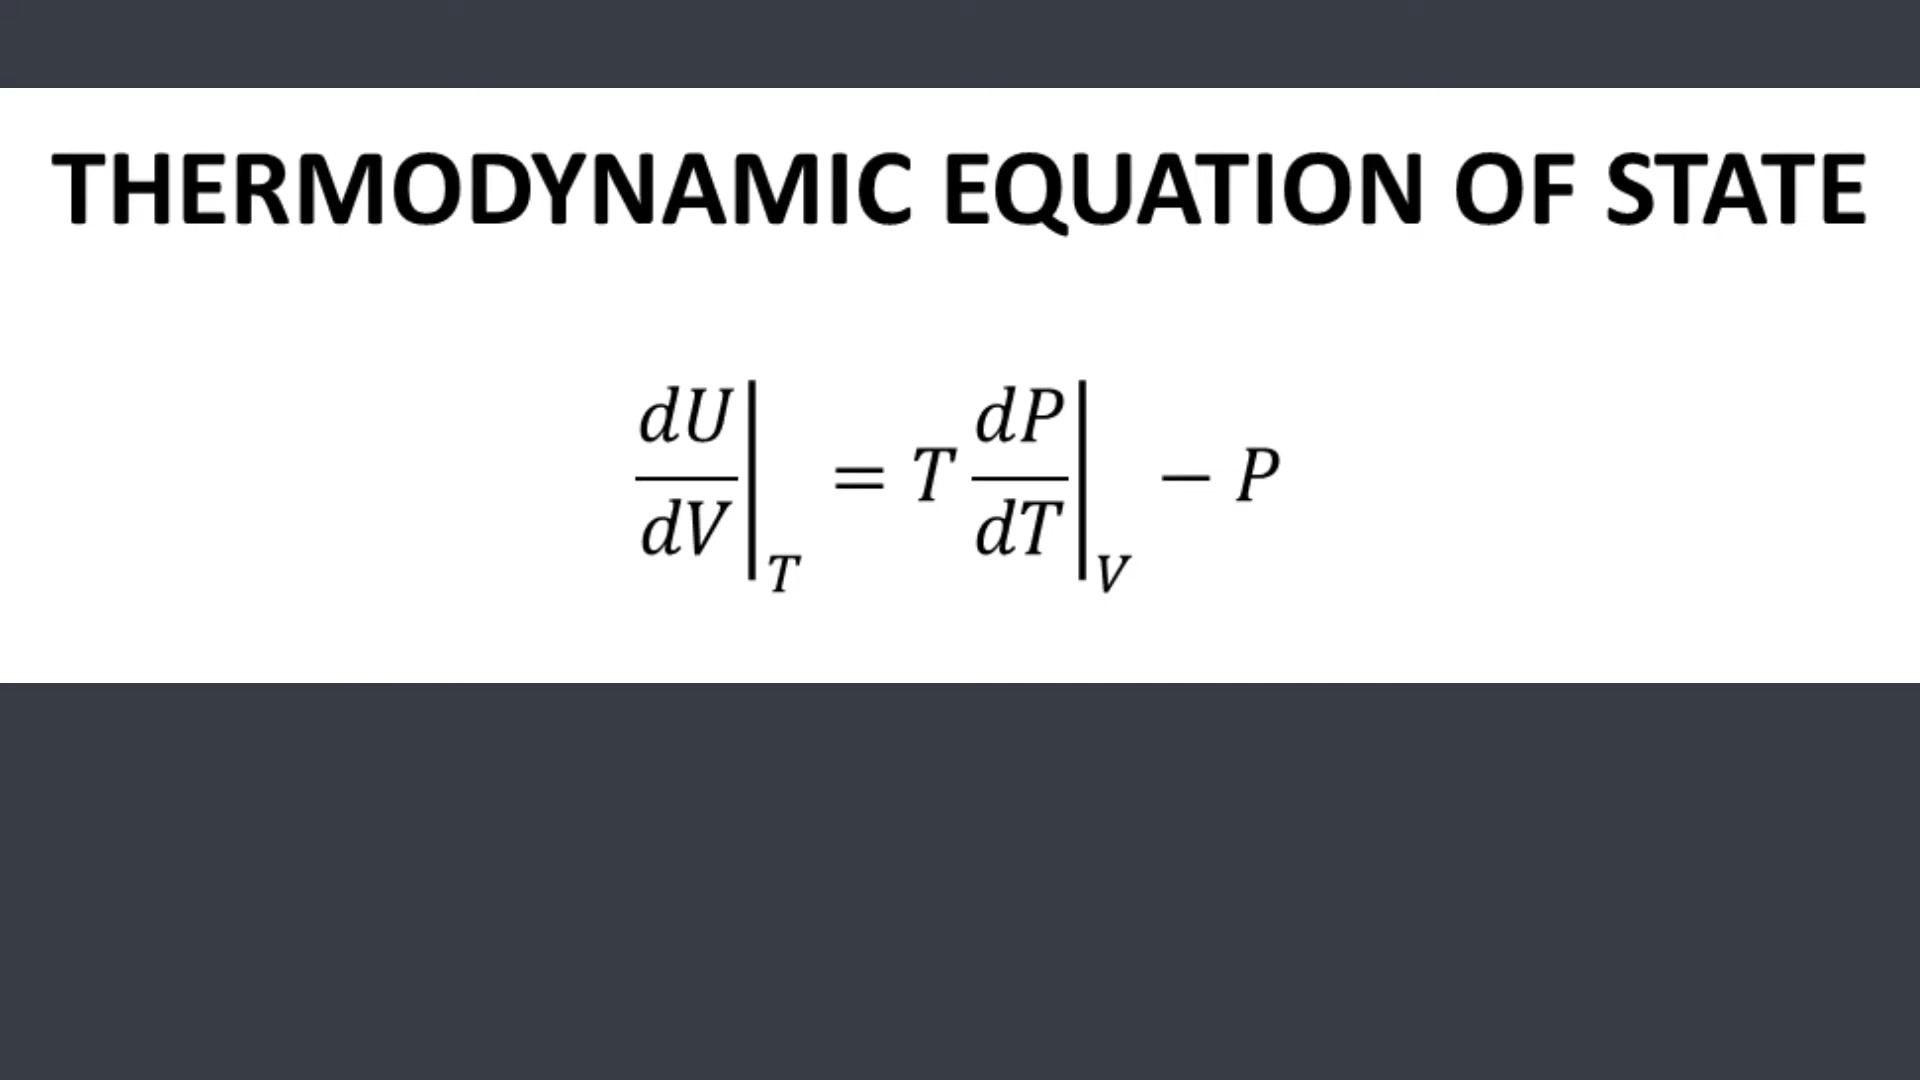 THERMODYNAMIC EQUATION OF STATE
dU/dV|_T = T dP/dT|_V − P